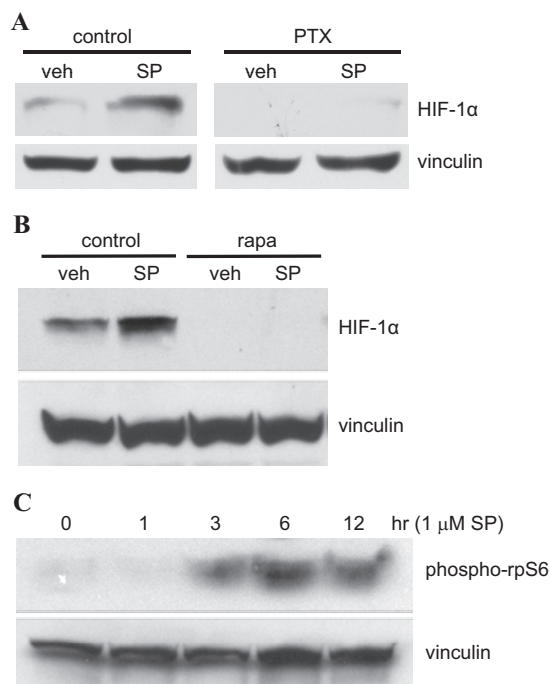 A
control PTX
veh SP veh SP
HIF-1α
vinculin
B
control rapa
veh SP veh SP
HIF-1α
vinculin
C
0 1 3 6 12 hr (1 μM SP)
phospho-rpS6
vinculin